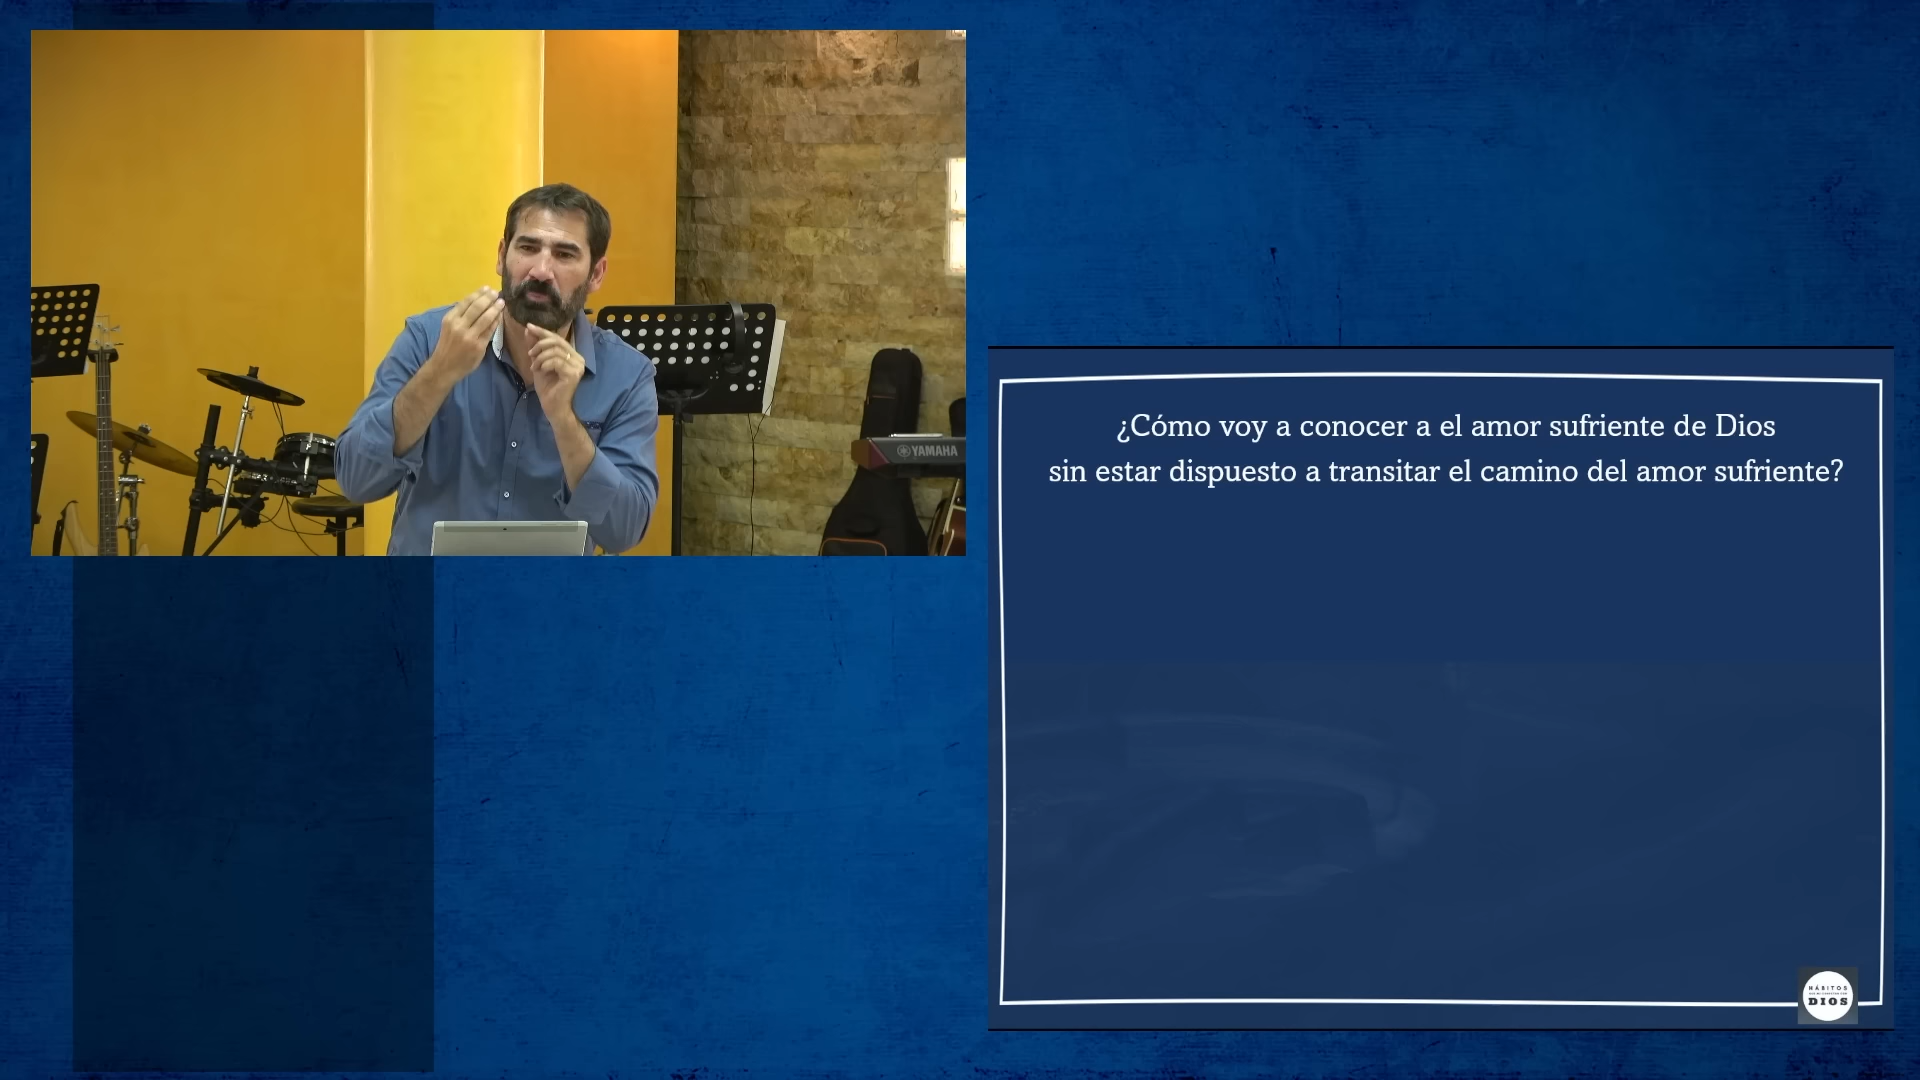 YAMAHA
¿Cómo voy a conocer a el amor sufriente de Dios
sin estar dispuesto a transitar el camino del amor sufriente?
HÁBITOS
DIOS